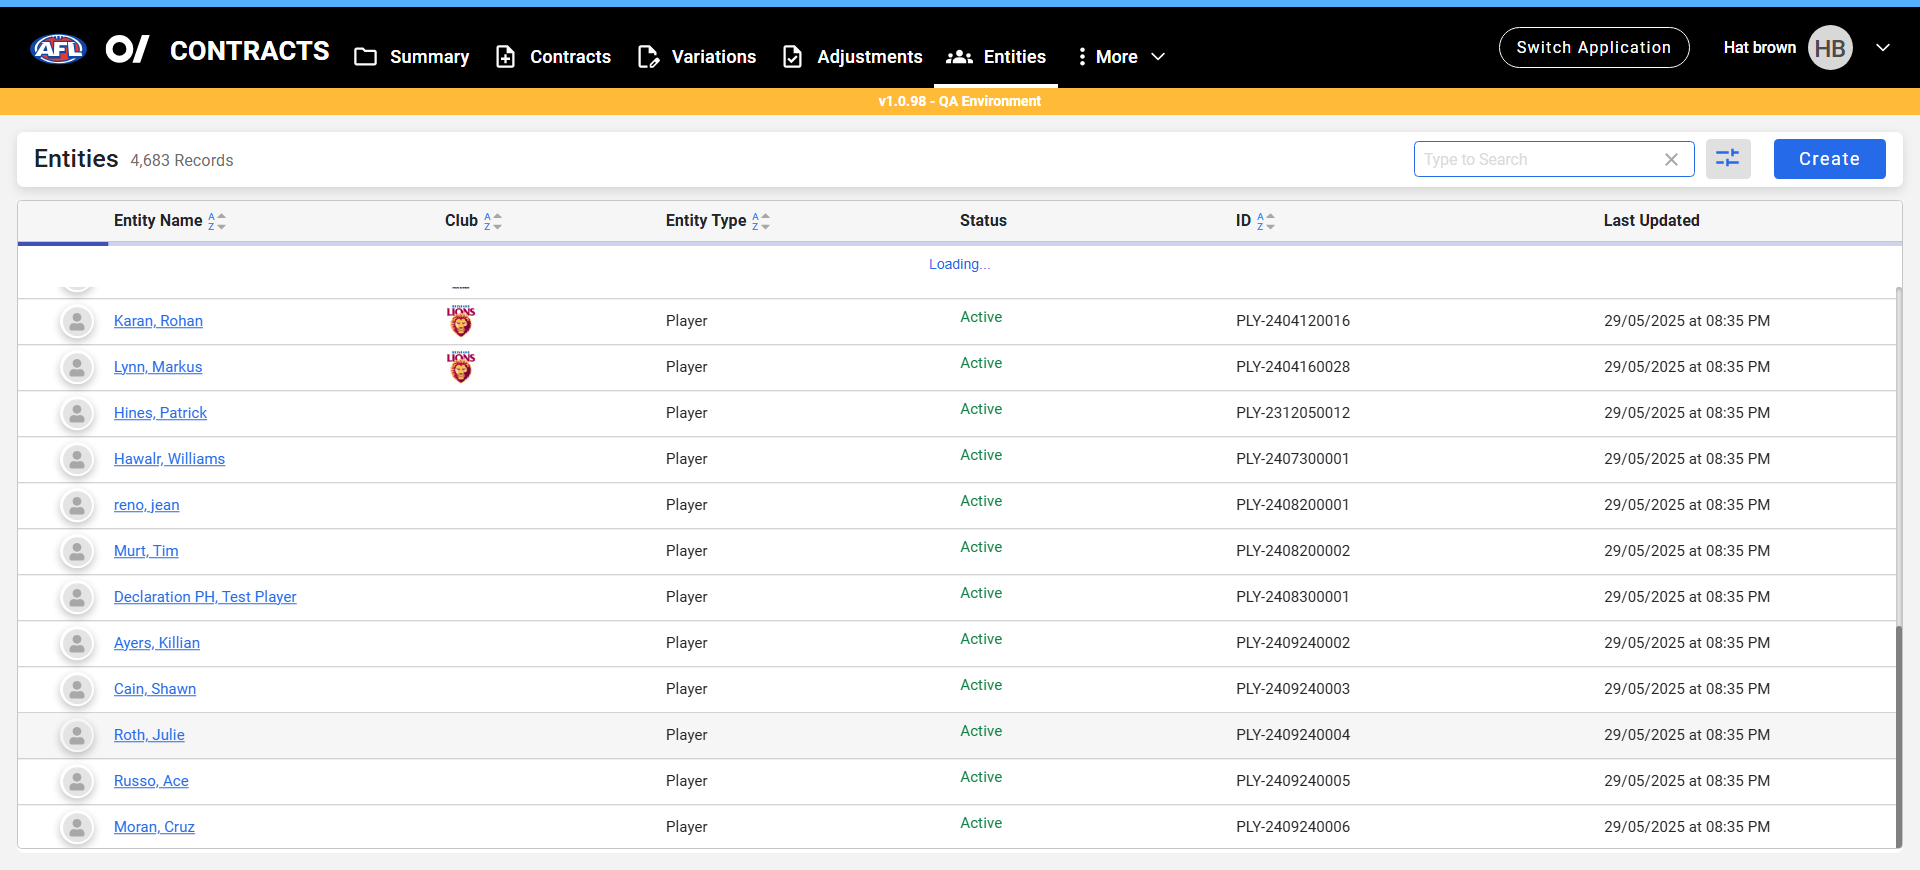 AFL CONTRACTS Summary Contracts Variations Adjustments Entities More Switch Application Hat brown HB
v1.0.98 - QA Environment
Entities 4,683 Records Type to Search Create
Entity Name Club Entity Type Status ID Last Updated
Loading...
Karan, Rohan LIONS Player Active PLY-2404120016 29/05/2025 at 08:35 PM
Lynn, Markus LIONS Player Active PLY-2404160028 29/05/2025 at 08:35 PM
Hines, Patrick Player Active PLY-2312050012 29/05/2025 at 08:35 PM
Hawalr, Williams Player Active PLY-2407300001 29/05/2025 at 08:35 PM
reno, jean Player Active PLY-2408200001 29/05/2025 at 08:35 PM
Murt, Tim Player Active PLY-2408200002 29/05/2025 at 08:35 PM
Declaration PH, Test Player Player Active PLY-2408300001 29/05/2025 at 08:35 PM
Ayers, Killian Player Active PLY-2409240002 29/05/2025 at 08:35 PM
Cain, Shawn Player Active PLY-2409240003 29/05/2025 at 08:35 PM
Roth, Julie Player Active PLY-2409240004 29/05/2025 at 08:35 PM
Russo, Ace Player Active PLY-2409240005 29/05/2025 at 08:35 PM
Moran, Cruz Player Active PLY-2409240006 29/05/2025 at 08:35 PM